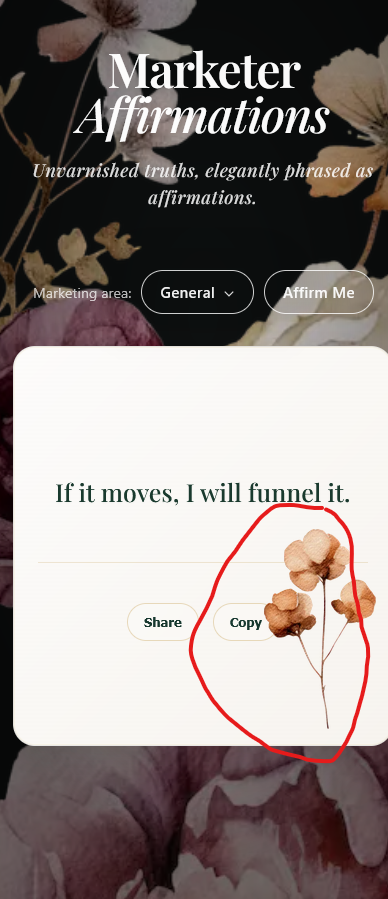 Marketer
Affirmations
Unvarnished truths, elegantly phrased as
affirmations.
Marketing area: General Affirm Me
If it moves, I will funnel it.
Share Copy